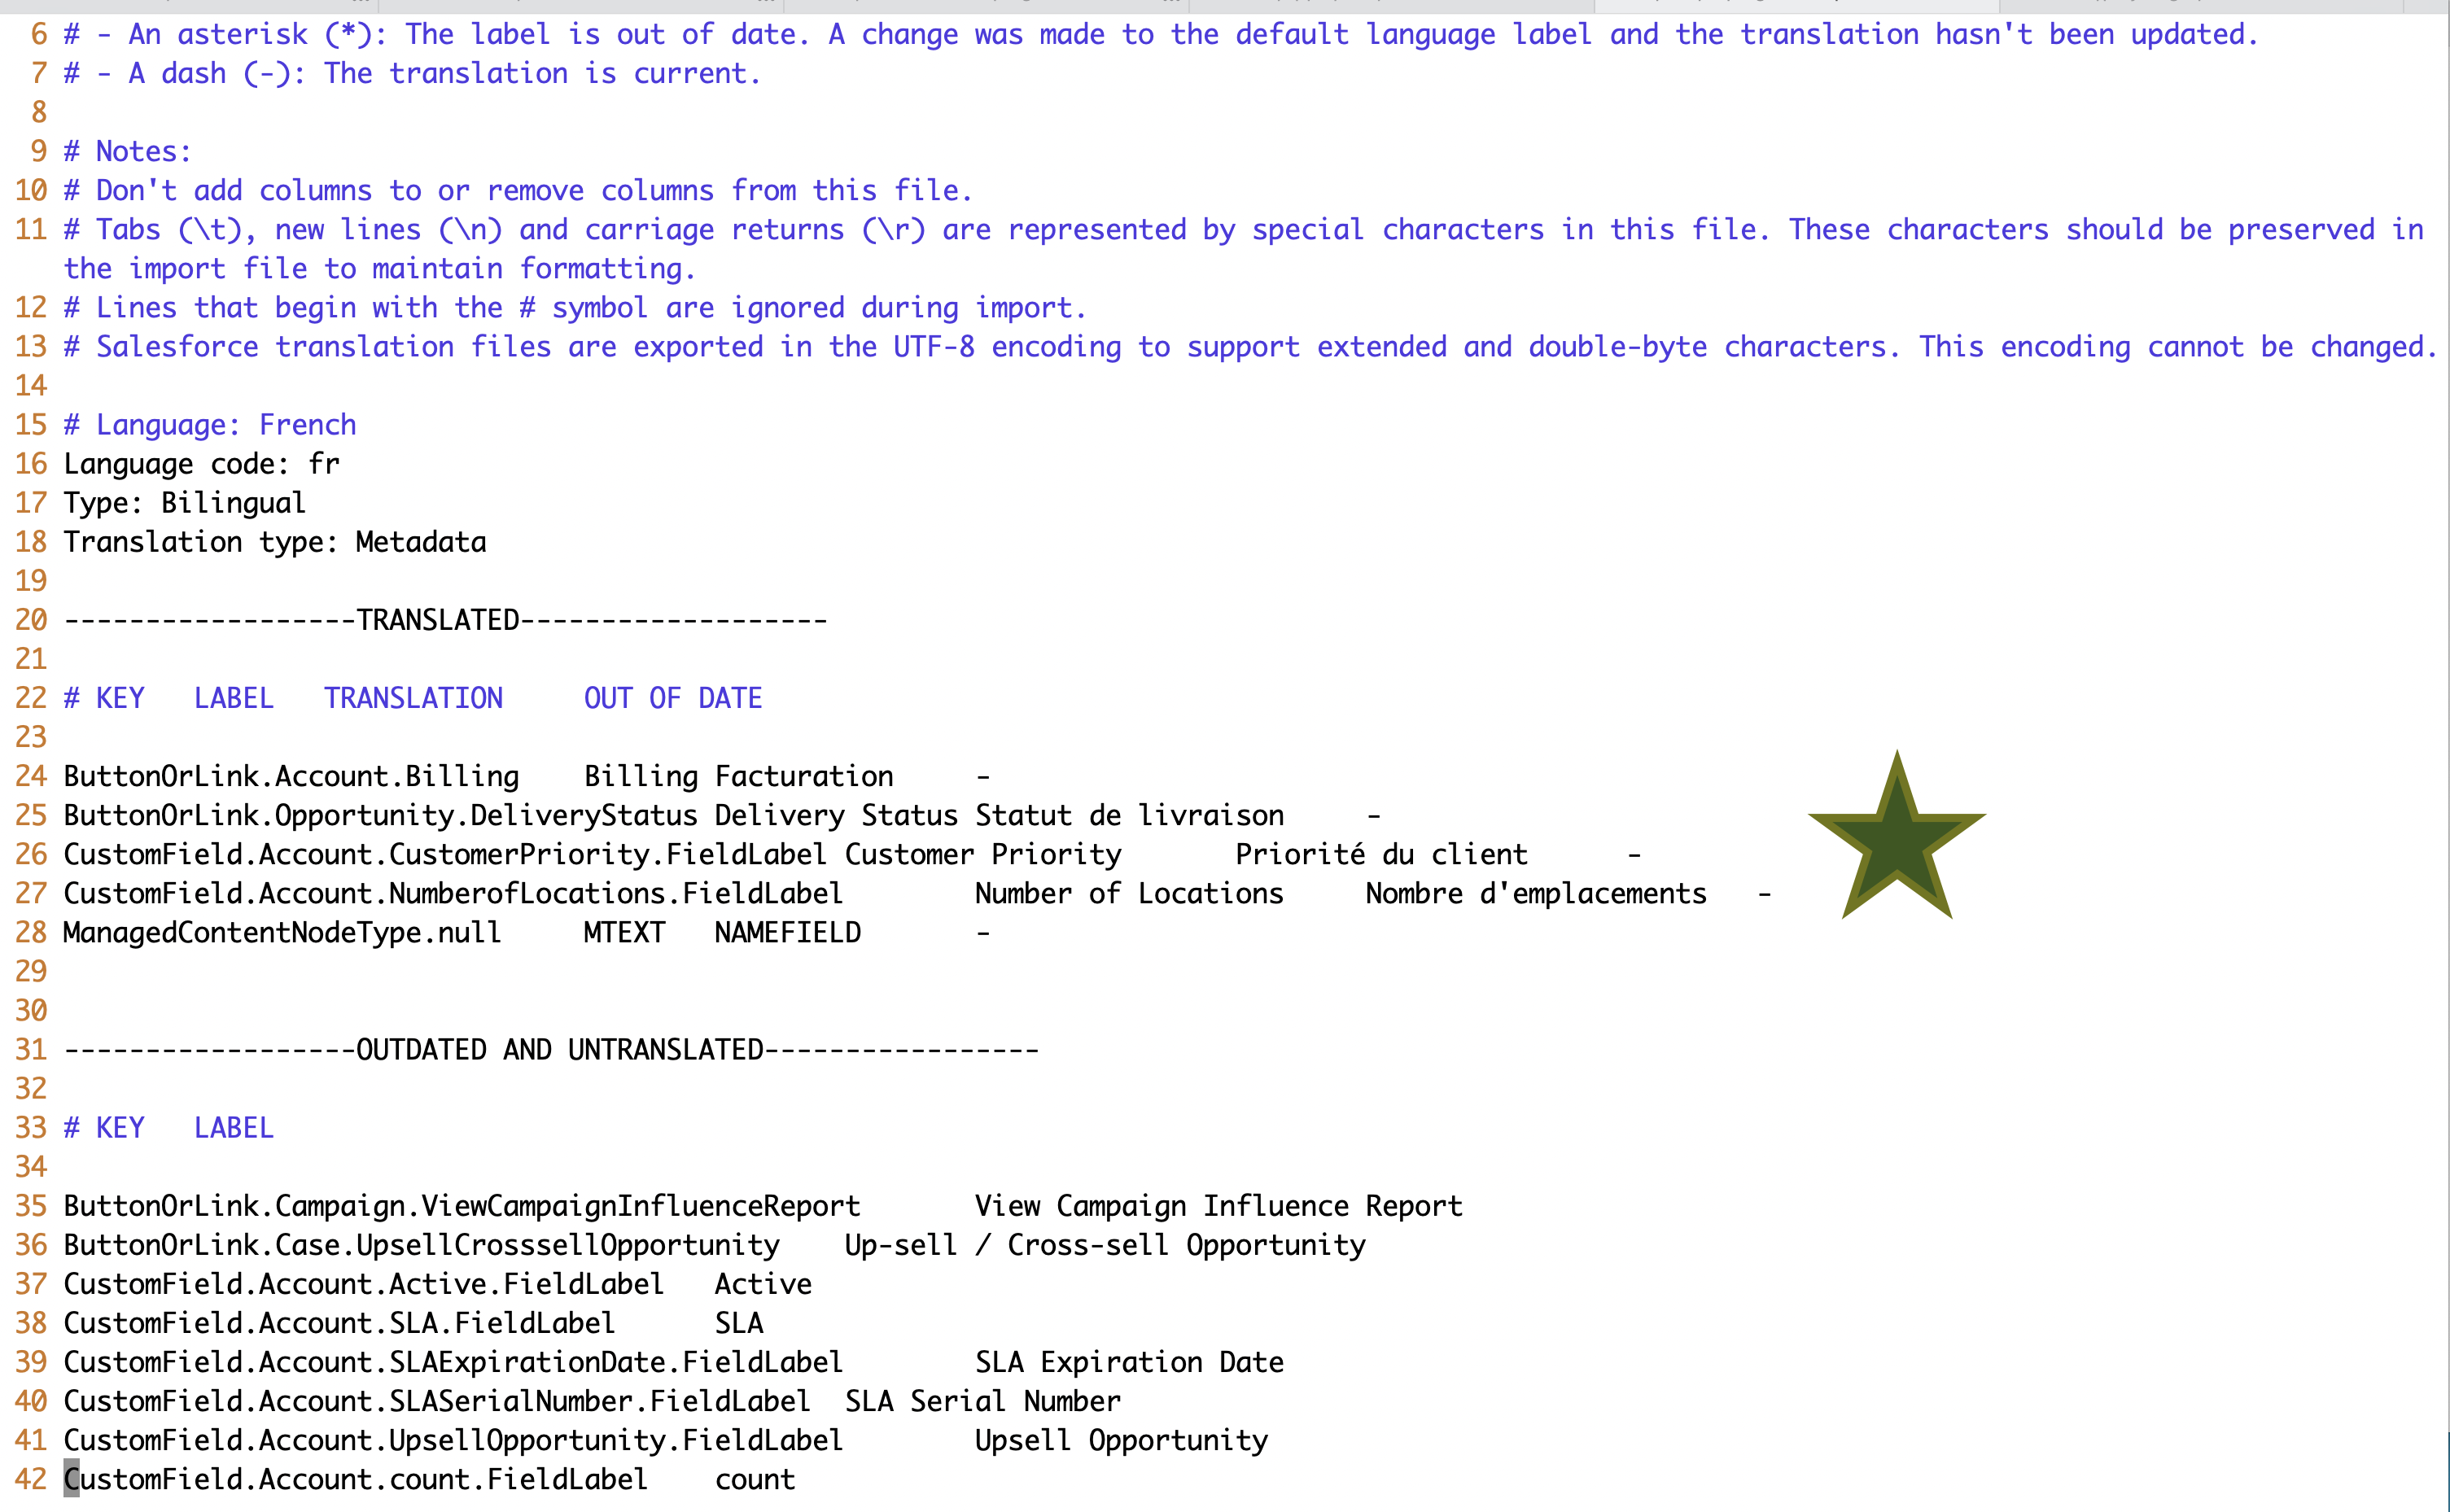 6 # - An asterisk (*): The label is out of date. A change was made to the default language label and the translation hasn't been updated.
7 # - A dash (-): The translation is current.
8
9 # Notes:
10 # Don't add columns to or remove columns from this file.
11 # Tabs (\t), new lines (\n) and carriage returns (\r) are represented by special characters in this file. These characters should be preserved in
the import file to maintain formatting.
12 # Lines that begin with the # symbol are ignored during import.
13 # Salesforce translation files are exported in the UTF-8 encoding to support extended and double-byte characters. This encoding cannot be changed.
14
15 # Language: French
16 Language code: fr
17 Type: Bilingual
18 Translation type: Metadata
19
20 ------------------TRANSLATED-------------------
21
22 # KEY   LABEL   TRANSLATION     OUT OF DATE
23
24 ButtonOrLink.Account.Billing    Billing Facturation     -
25 ButtonOrLink.Opportunity.DeliveryStatus Delivery Status Statut de livraison     -
26 CustomField.Account.CustomerPriority.FieldLabel Customer Priority       Priorité du client      -
27 CustomField.Account.NumberofLocations.FieldLabel        Number of Locations     Nombre d'emplacements   -
28 ManagedContentNodeType.null     MTEXT   NAMEFIELD       -
29
30
31 ------------------OUTDATED AND UNTRANSLATED-----------------
32
33 # KEY   LABEL
34
35 ButtonOrLink.Campaign.ViewCampaignInfluenceReport       View Campaign Influence Report
36 ButtonOrLink.Case.UpsellCrosssellOpportunity    Up-sell / Cross-sell Opportunity
37 CustomField.Account.Active.FieldLabel   Active
38 CustomField.Account.SLA.FieldLabel      SLA
39 CustomField.Account.SLAExpirationDate.FieldLabel        SLA Expiration Date
40 CustomField.Account.SLASerialNumber.FieldLabel  SLA Serial Number
41 CustomField.Account.UpsellOpportunity.FieldLabel        Upsell Opportunity
42 CustomField.Account.count.FieldLabel    count